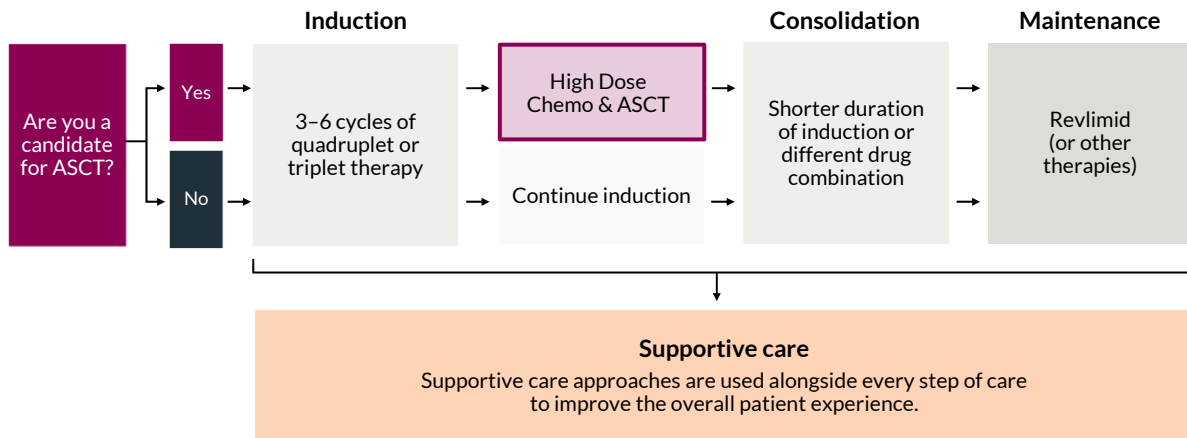 Induction
Consolidation
Maintenance
Are you a
candidate
for ASCT?
Yes
No
3–6 cycles of
quadruplet or
triplet therapy
High Dose
Chemo & ASCT
Continue induction
Shorter duration
of induction or
different drug
combination
Revlimid
(or other
therapies)
Supportive care
Supportive care approaches are used alongside every step of care
to improve the overall patient experience.